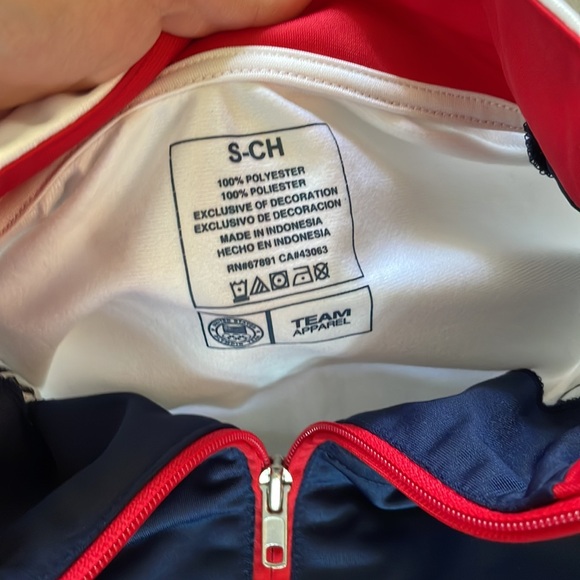 S-CH
100% POLYESTER
100% POLIESTER
EXCLUSIVE OF DECORATION
EXCLUSIVO DE DECORACION
MADE IN INDONESIA
HECHO EN INDONESIA
RN#67891 CA#43063
TEAM
APPAREL